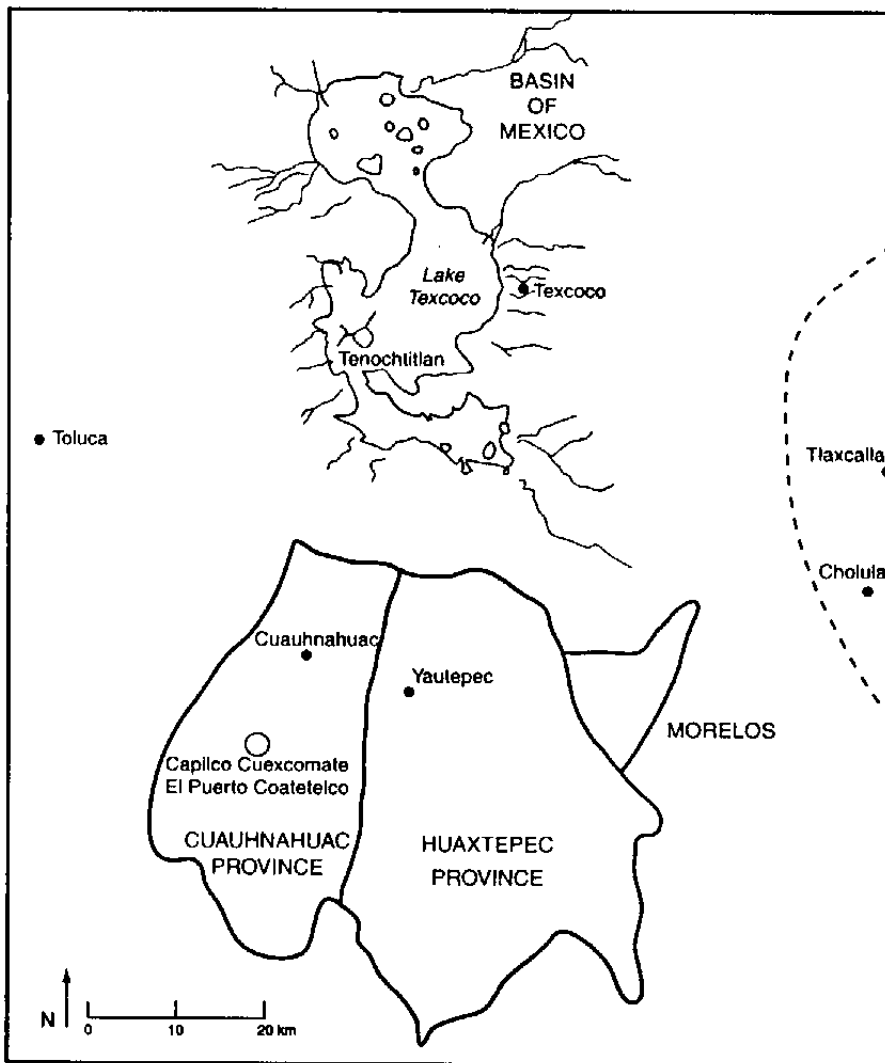 BASIN
OF
MEXICO
Lake
Texcoco
Texcoco
Tenochtitlan
Toluca
Tlaxcalla
Cholula
Cuauhnahuac
Yautepec
MORELOS
Capilco Cuexcomate
El Puerto Coatetelco
CUAUHNAHUAC
PROVINCE
HUAXTEPEC
PROVINCE
N
0 10 20 km